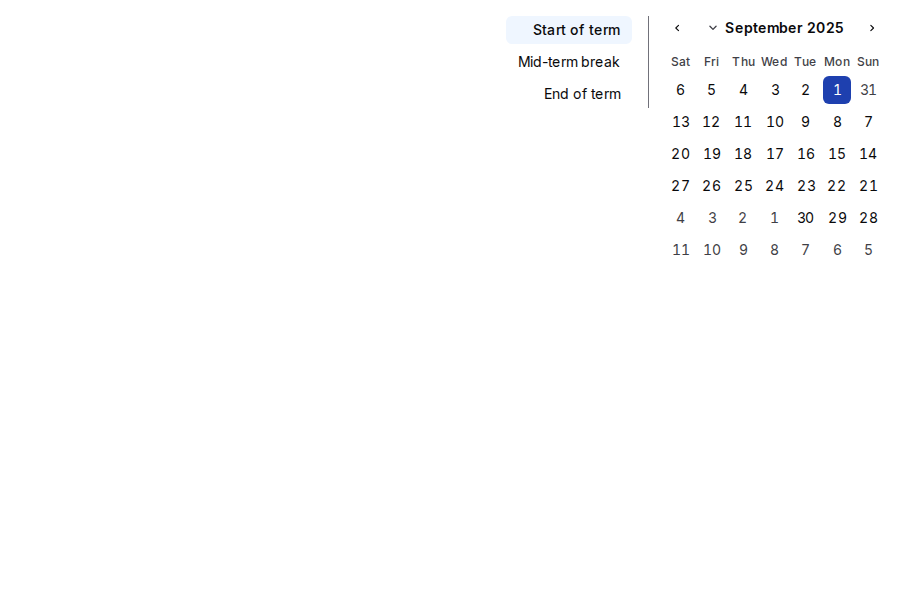 Start of term
Mid-term break
End of term
September 2025
Sat Fri Thu Wed Tue Mon Sun
6 5 4 3 2 1 31
13 12 11 10 9 8 7
20 19 18 17 16 15 14
27 26 25 24 23 22 21
4 3 2 1 30 29 28
11 10 9 8 7 6 5